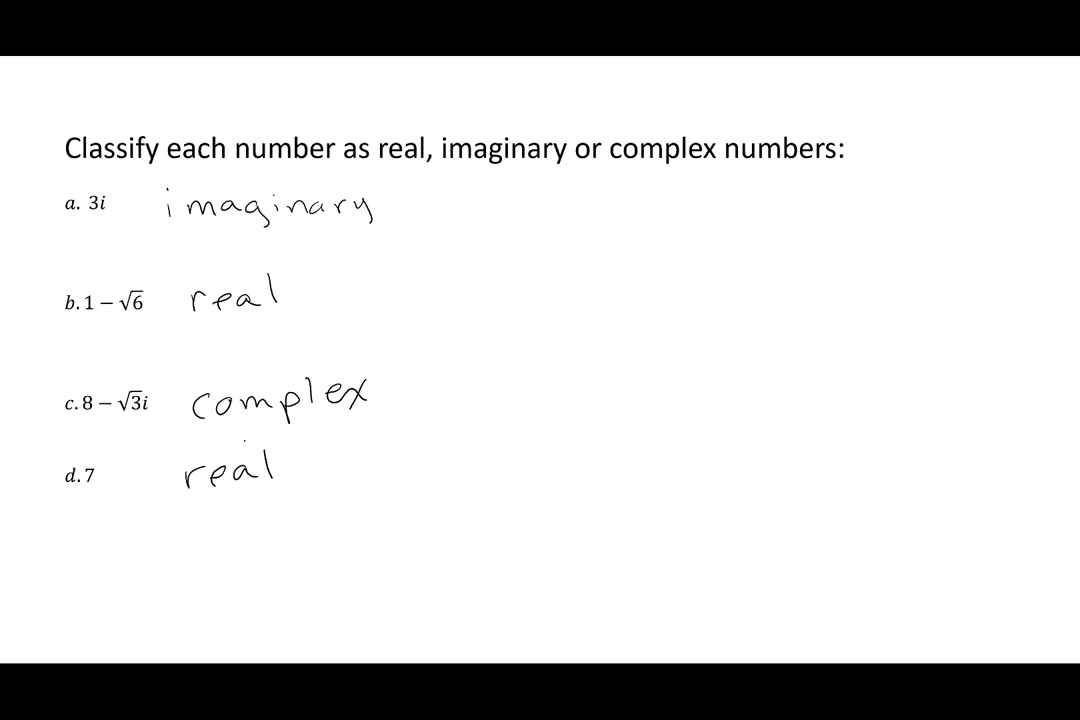 Classify each number as real, imaginary or complex numbers:
a. 3i imaginary
b. 1 − √6 real
c. 8 − √3i complex
d. 7 real